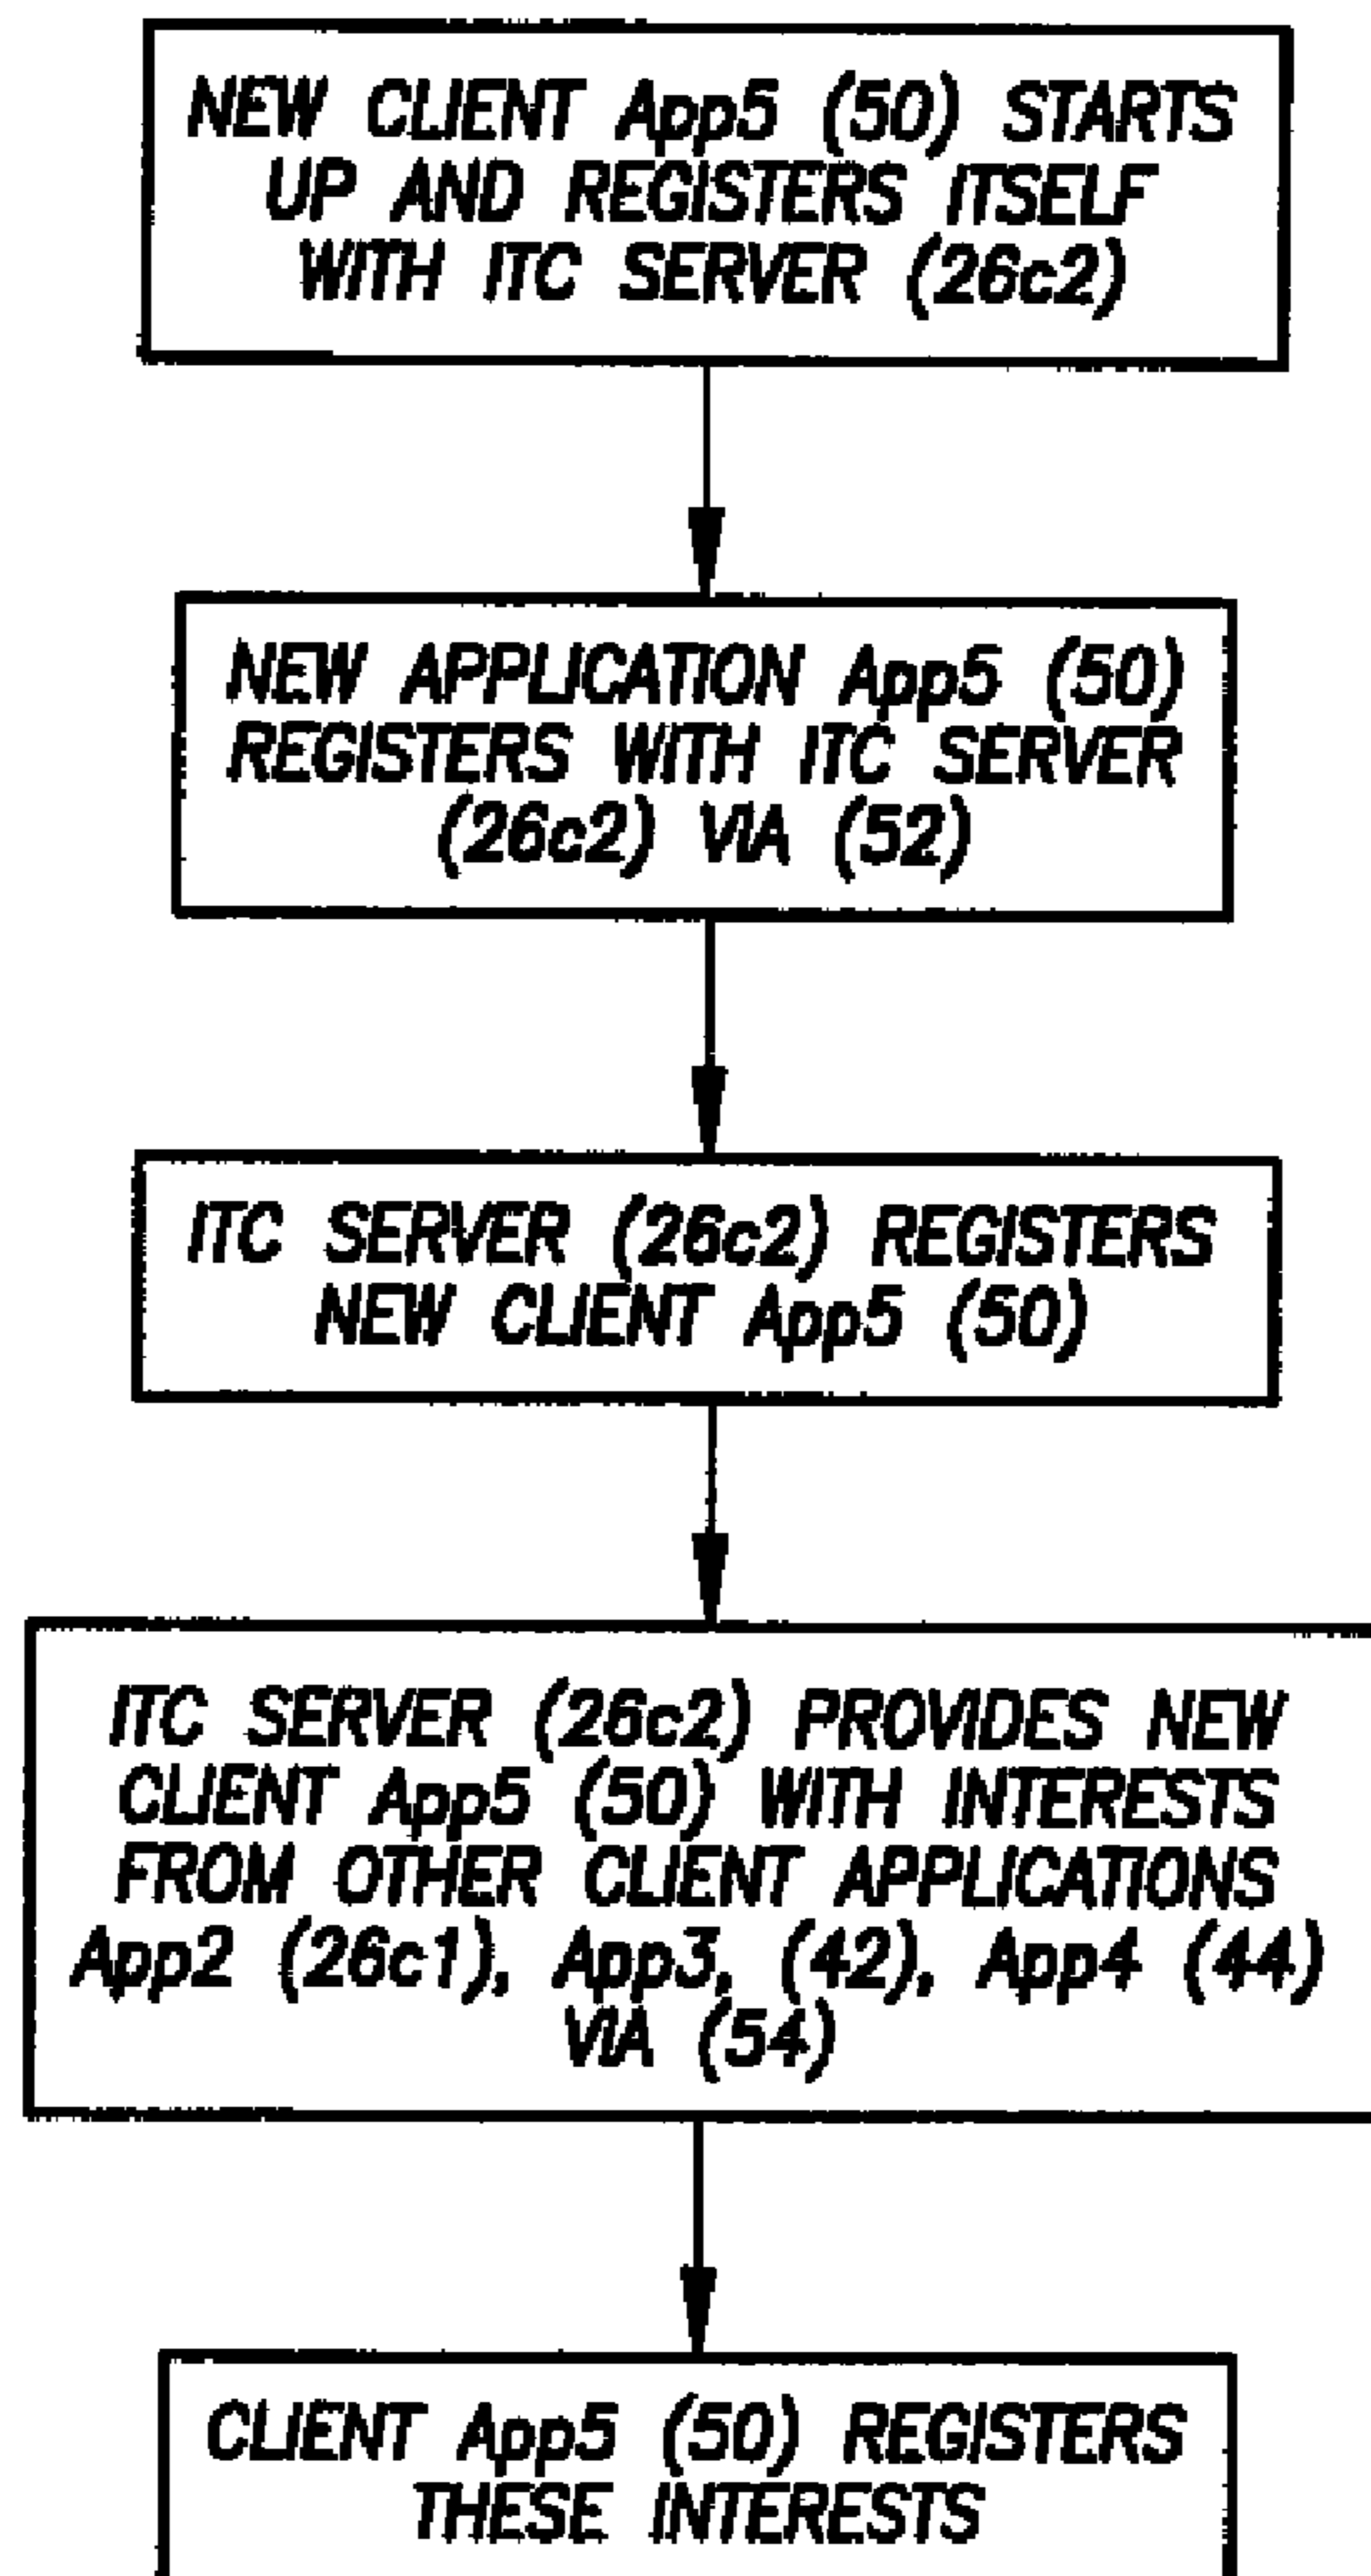 NEW CLIENT App5 (50) STARTS
UP AND REGISTERS ITSELF
WITH ITC SERVER (26c2)
NEW APPLICATION App5 (50)
REGISTERS WITH ITC SERVER
(26c2) VIA (52)
ITC SERVER (26c2) REGISTERS
NEW CLIENT App5 (50)
ITC SERVER (26c2) PROVIDES NEW
CLIENT App5 (50) WITH INTERESTS
FROM OTHER CLIENT APPLICATIONS
App2 (26c1), App3, (42), App4 (44)
VIA (54)
CLIENT App5 (50) REGISTERS
THESE INTERESTS